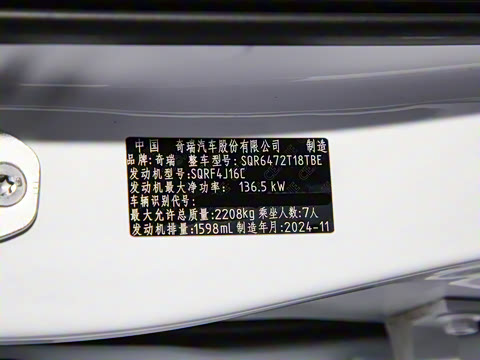 中国 奇瑞汽车股份有限公司 制造
品牌:奇瑞 整车型号:SQR6472T18TBE
发动机型号:SQRF4J16C
发动机最大净功率: 136.5 kW
车辆识别代号:
最大允许总质量:2208kg 乘坐人数:7人
发动机排量:1598mL 制造年月:2024-11